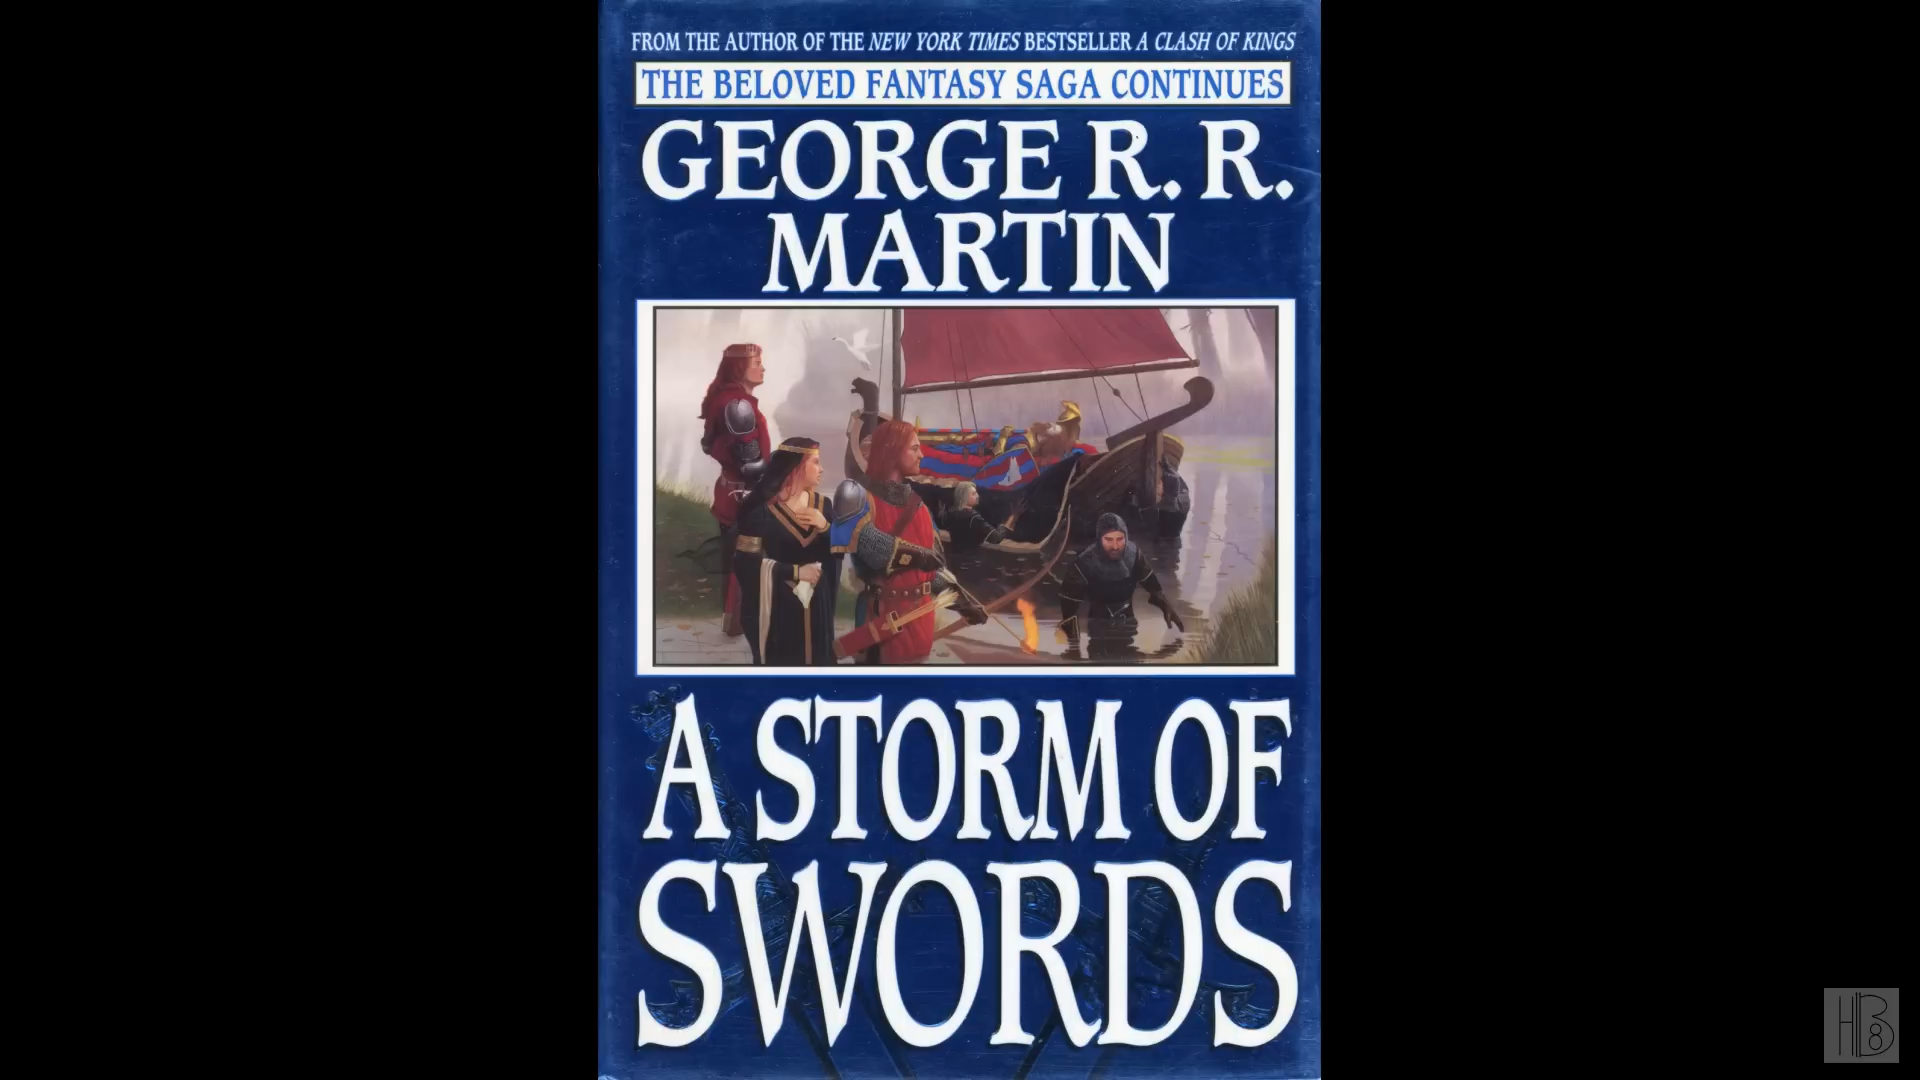 FROM THE AUTHOR OF THE NEW YORK TIMES BESTSELLER A CLASH OF KINGS
THE BELOVED FANTASY SAGA CONTINUES
GEORGE R. R.
MARTIN
A STORM OF
SWORDS
HB8